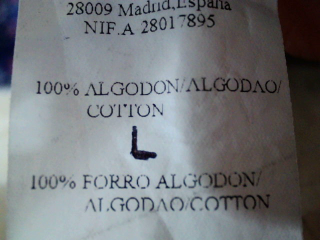 28009 Madrid,España
NIF.A 28017895
100% ALGODON/ALGODAO/
COTTON
L
100% FORRO ALGODON/
ALGODAO/COTTON